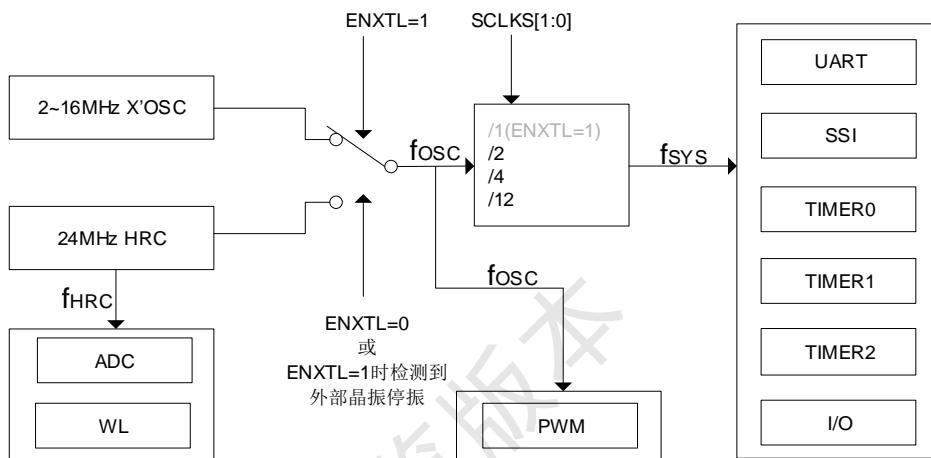 ENXTL=1
SCLKS[1:0]
2~16MHz X'OSC
24MHz HRC
fHRC
ADC
WL
ENXTL=0
或
ENXTL=1时检测到
外部晶振停振
fOSC
/1(ENXTL=1)
/2
/4
/12
fOSC
PWM
fSYS
UART
SSI
TIMER0
TIMER1
TIMER2
I/O
版本